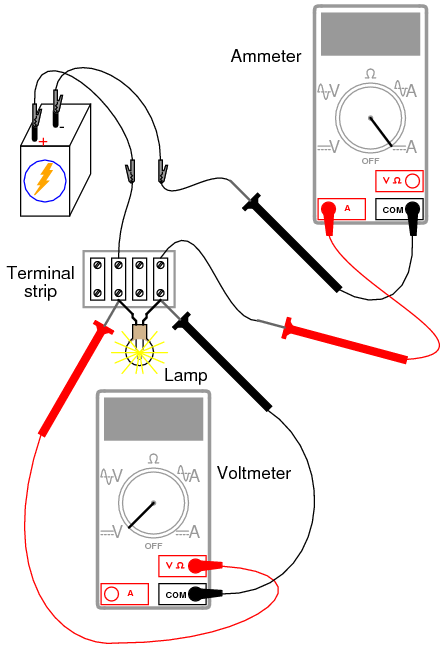 Ammeter
Ω
V
A
V
A
OFF
V Ω
A
COM
+
-
Terminal
strip
Lamp
Voltmeter
Ω
V
A
V
A
OFF
V Ω
A
COM